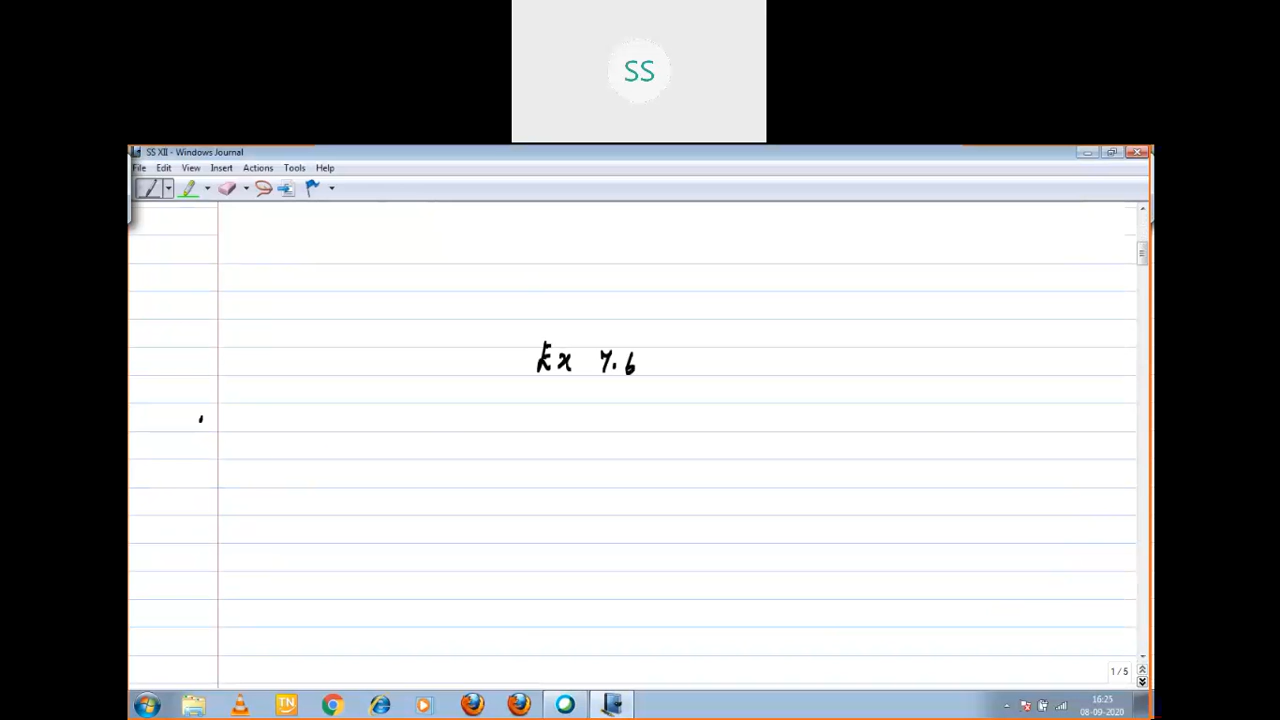 SS
SS XII - Windows Journal
File Edit View Insert Actions Tools Help
Ex 7.6
1 / 5
TN
16:25
08-09-2020